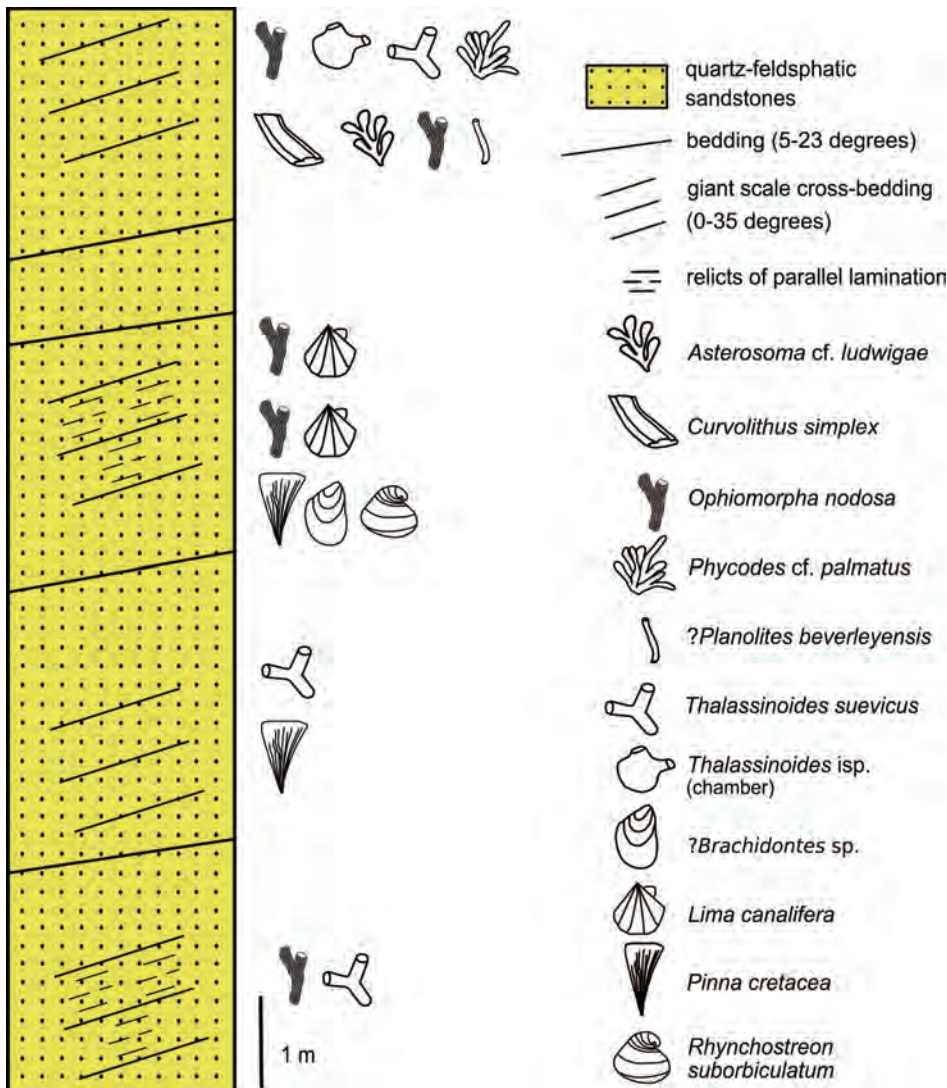 quartz-feldsphatic
sandstones
bedding (5-23 degrees)
giant scale cross-bedding
(0-35 degrees)
relicts of parallel lamination
Asterosoma cf. ludwigae
Curvolithus simplex
Ophiomorpha nodosa
Phycodes cf. palmatus
?Planolites beverleyensis
Thalassinoides suevicus
Thalassinoides isp.
(chamber)
?Brachidontes sp.
Lima canalifera
Pinna cretacea
Rhynchostreon
suborbiculatum
1 m